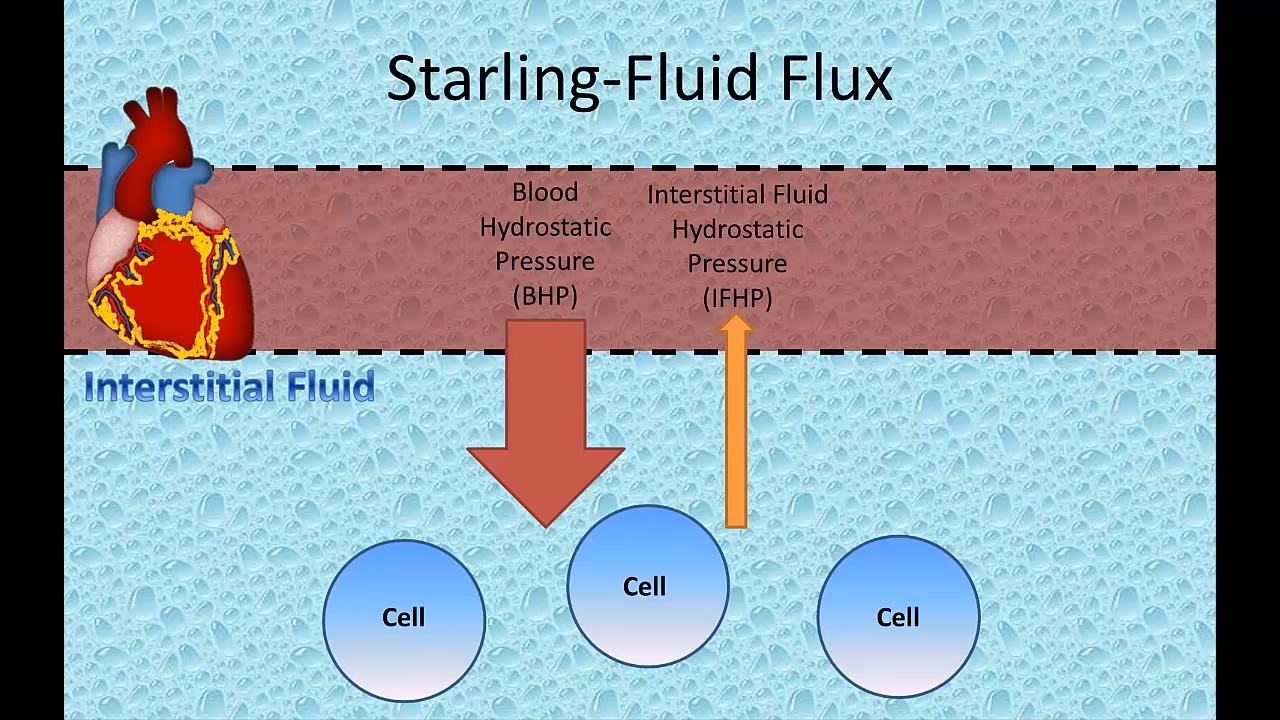 Starling-Fluid Flux
Blood
Hydrostatic
Pressure
(BHP)
Interstitial Fluid
Hydrostatic
Pressure
(IFHP)
Interstitial Fluid
Cell
Cell
Cell